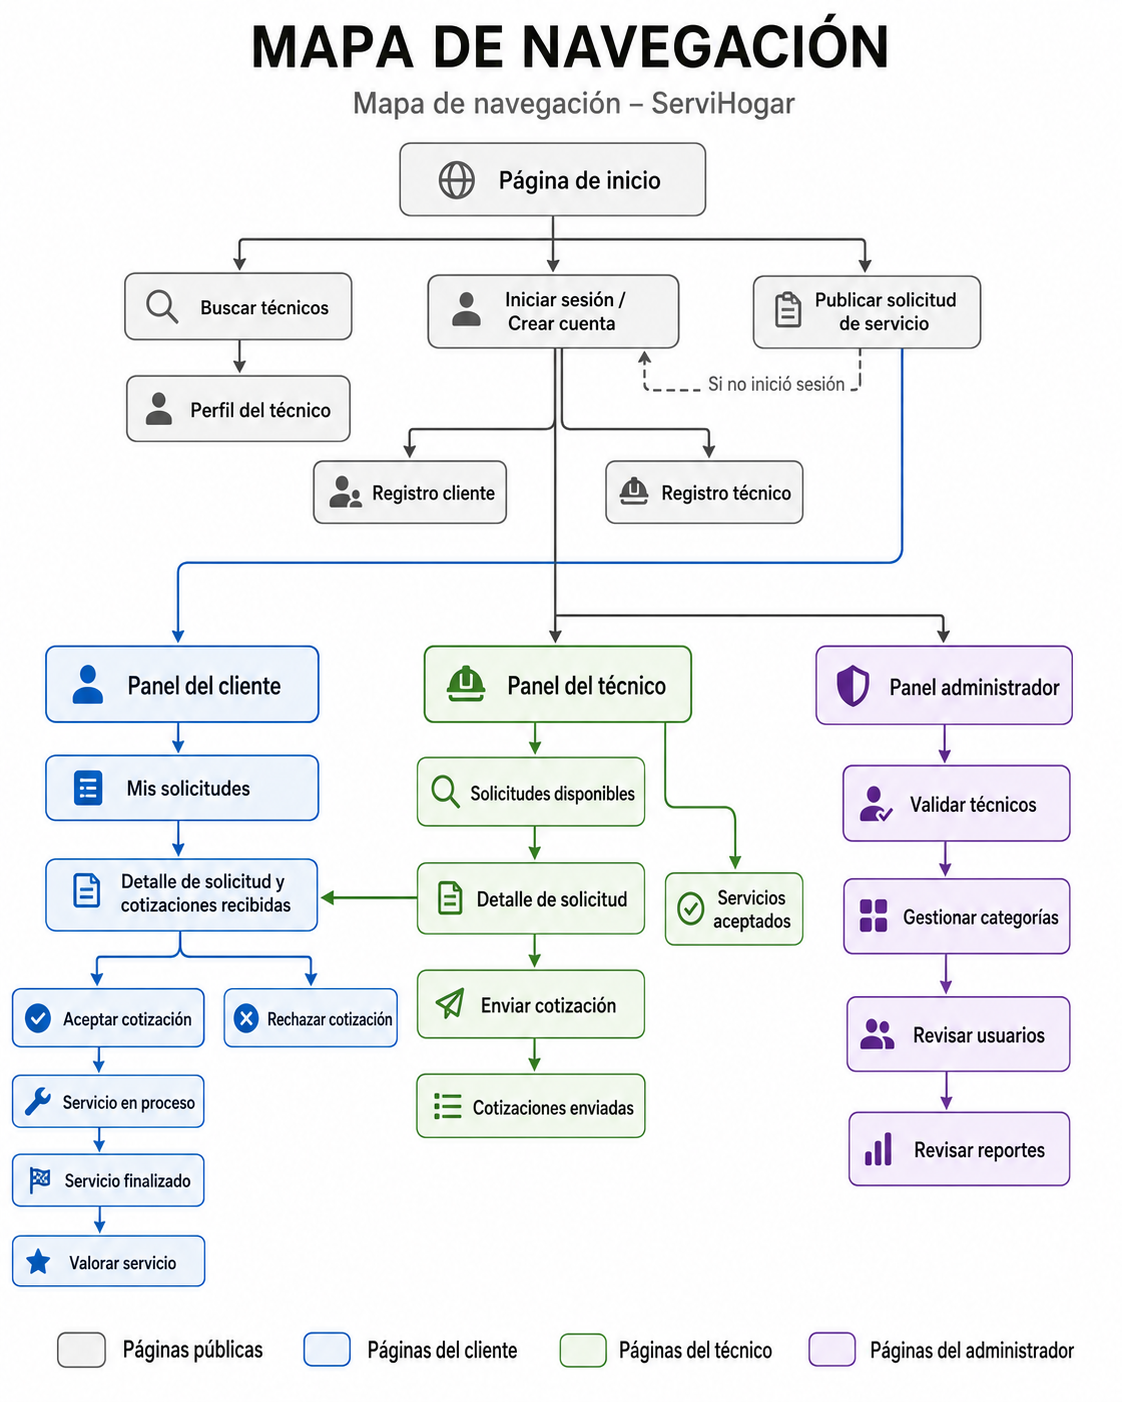 MAPA DE NAVEGACIÓN
Mapa de navegación – ServiHogar
Página de inicio
Buscar técnicos
Iniciar sesión /
Crear cuenta
Publicar solicitud
de servicio
Si no inició sesión
Perfil del técnico
Registro cliente
Registro técnico
Panel del cliente
Panel del técnico
Panel administrador
Mis solicitudes
Solicitudes disponibles
Validar técnicos
Detalle de solicitud y
cotizaciones recibidas
Detalle de solicitud
Servicios
aceptados
Gestionar categorías
Aceptar cotización
Rechazar cotización
Enviar cotización
Revisar usuarios
Servicio en proceso
Cotizaciones enviadas
Revisar reportes
Servicio finalizado
Valorar servicio
Páginas públicas
Páginas del cliente
Páginas del técnico
Páginas del administrador